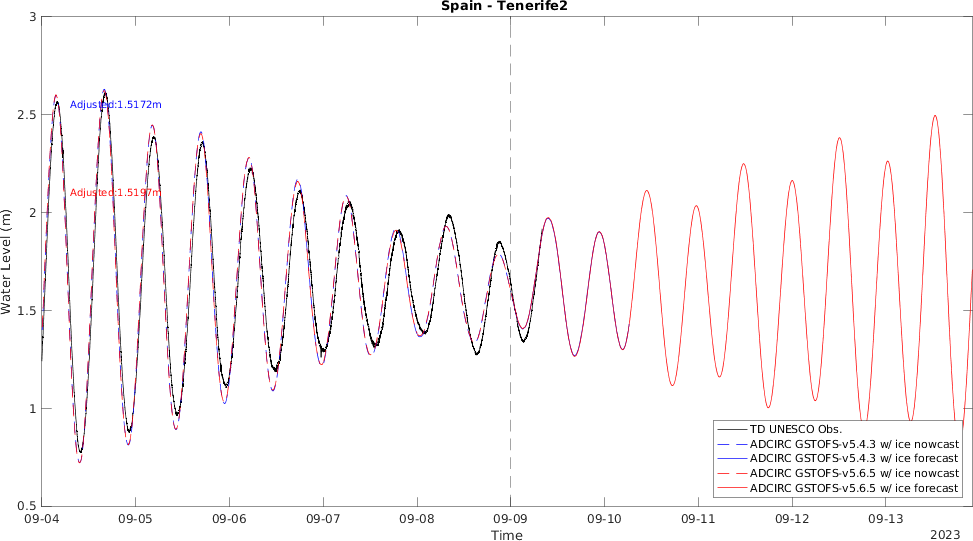 Spain - Tenerife2
3
2.5
2
1.5
1
0.5
Water Level (m)
Adjusted:1.5172m
Adjusted:1.5197m
TD UNESCO Obs.
ADCIRC GSTOFS-v5.4.3 w/ ice nowcast
ADCIRC GSTOFS-v5.4.3 w/ ice forecast
ADCIRC GSTOFS-v5.6.5 w/ ice nowcast
ADCIRC GSTOFS-v5.6.5 w/ ice forecast
09-04 09-05 09-06 09-07 09-08 09-09 09-10 09-11 09-12 09-13
Time
2023